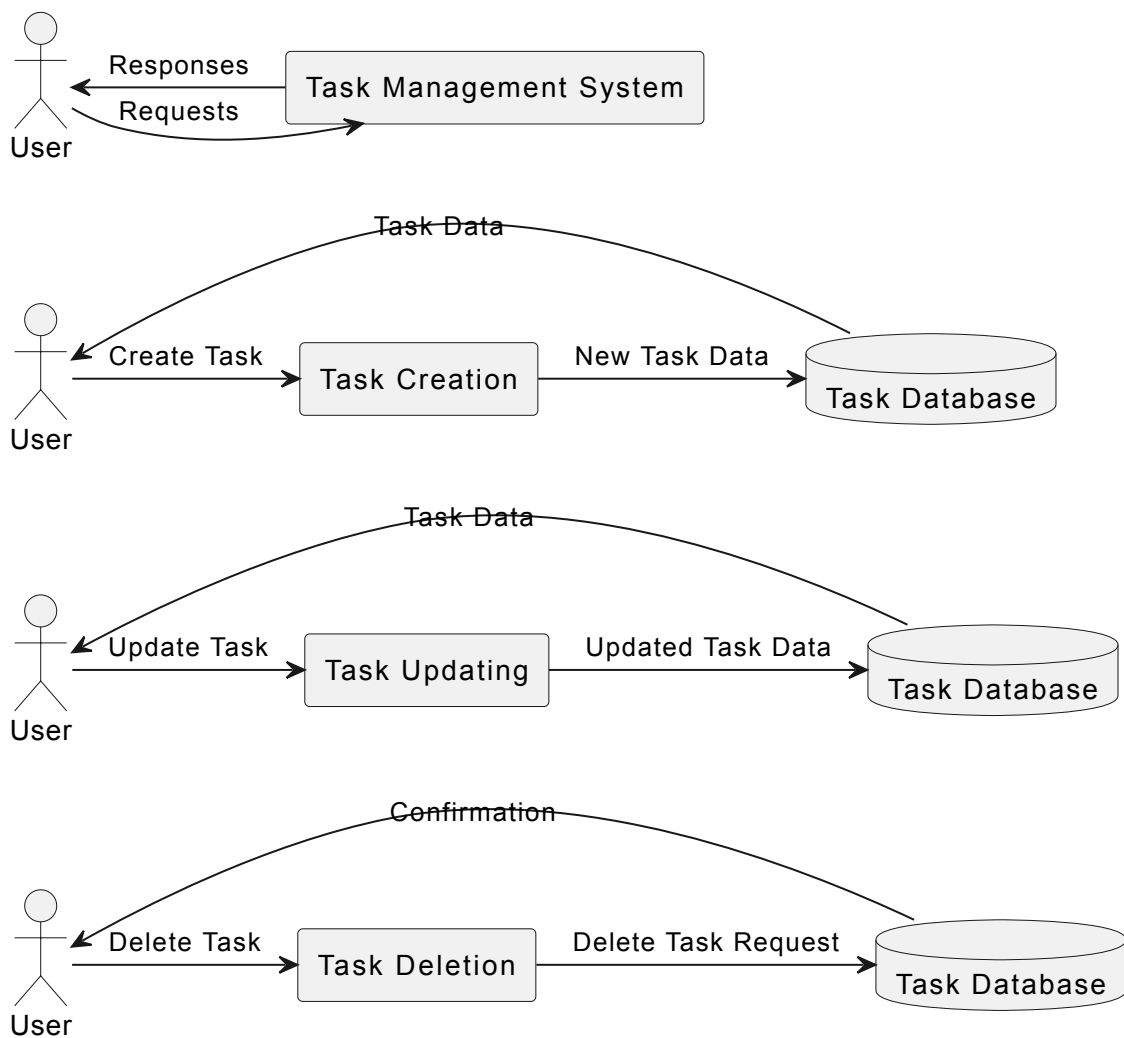 Responses
Task Management System
Requests
User
Task Data
Create Task
New Task Data
Task Creation
Task Database
User
Task Data
Update Task
Updated Task Data
Task Updating
Task Database
User
Confirmation
Delete Task
Delete Task Request
Task Deletion
Task Database
User